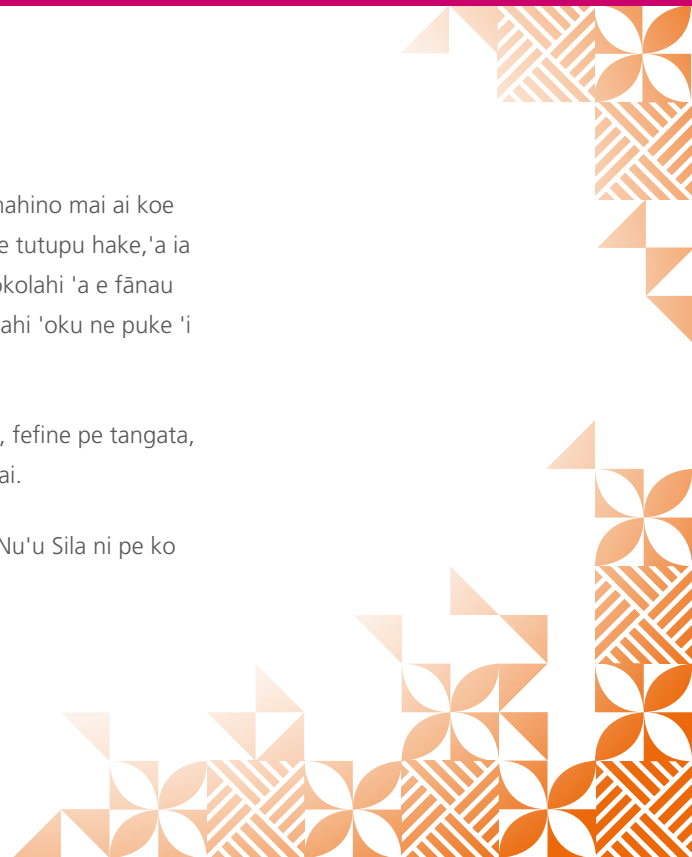 mahino mai ai koe
e tutupu hake,'a ia
okolahi 'a e fānau
ahi 'oku ne puke 'i
, fefine pe tangata,
ai.
Nu'u Sila ni pe ko